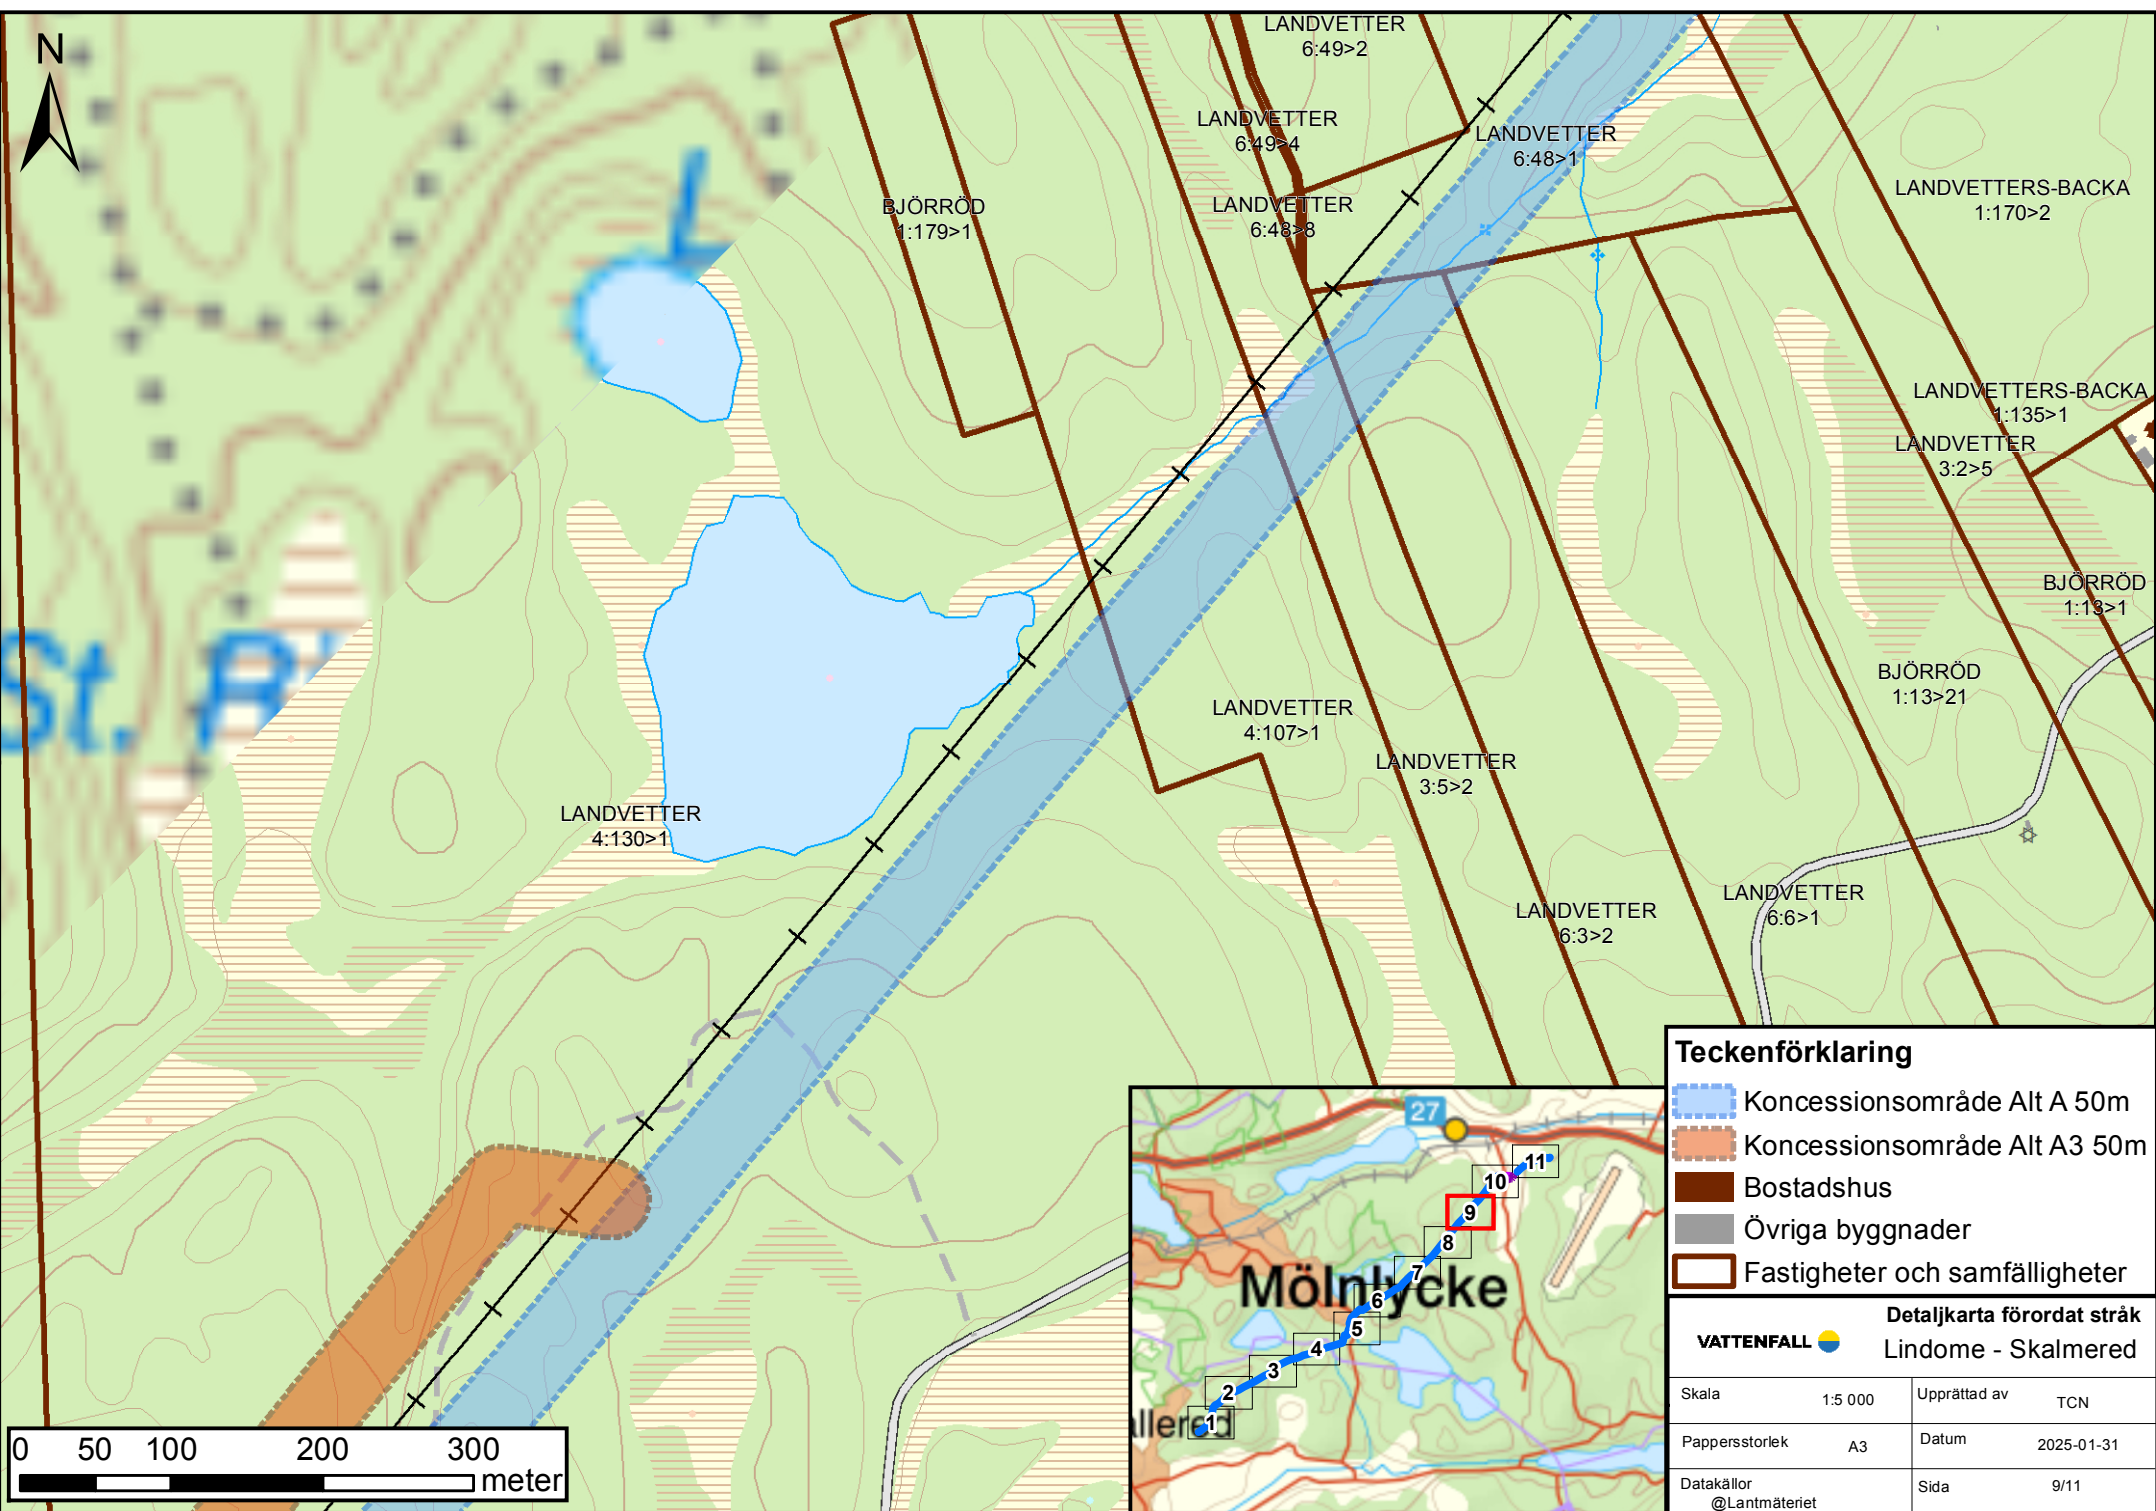 N
LANDVETTER
6:49>2
LANDVETTER
6:49>4
LANDVETTER
6:48>1
BJÖRRÖD
1:179>1
LANDVETTER
6:48>8
LANDVETTERS-BACKA
1:170>2
LANDVETTERS-BACKA
1:135>1
LANDVETTER
3:2>5
BJÖRRÖD
1:13>1
BJÖRRÖD
1:13>21
LANDVETTER
4:107>1
LANDVETTER
3:5>2
LANDVETTER
4:130>1
LANDVETTER
6:3>2
LANDVETTER
6:6>1
St.
0 50 100 200 300
meter
27
11
10
9
8
7
Mölnlycke
6
5
4
3
2
1
allered
Teckenförklaring
Koncessionsområde Alt A 50m
Koncessionsområde Alt A3 50m
Bostadshus
Övriga byggnader
Fastigheter och samfälligheter
VATTENFALL
Detaljkarta förordat stråk
Lindome - Skalmered
Skala 1:5 000 Upprättad av TCN
Pappersstorlek A3 Datum 2025-01-31
Datakällor
@Lantmäteriet
Sida 9/11